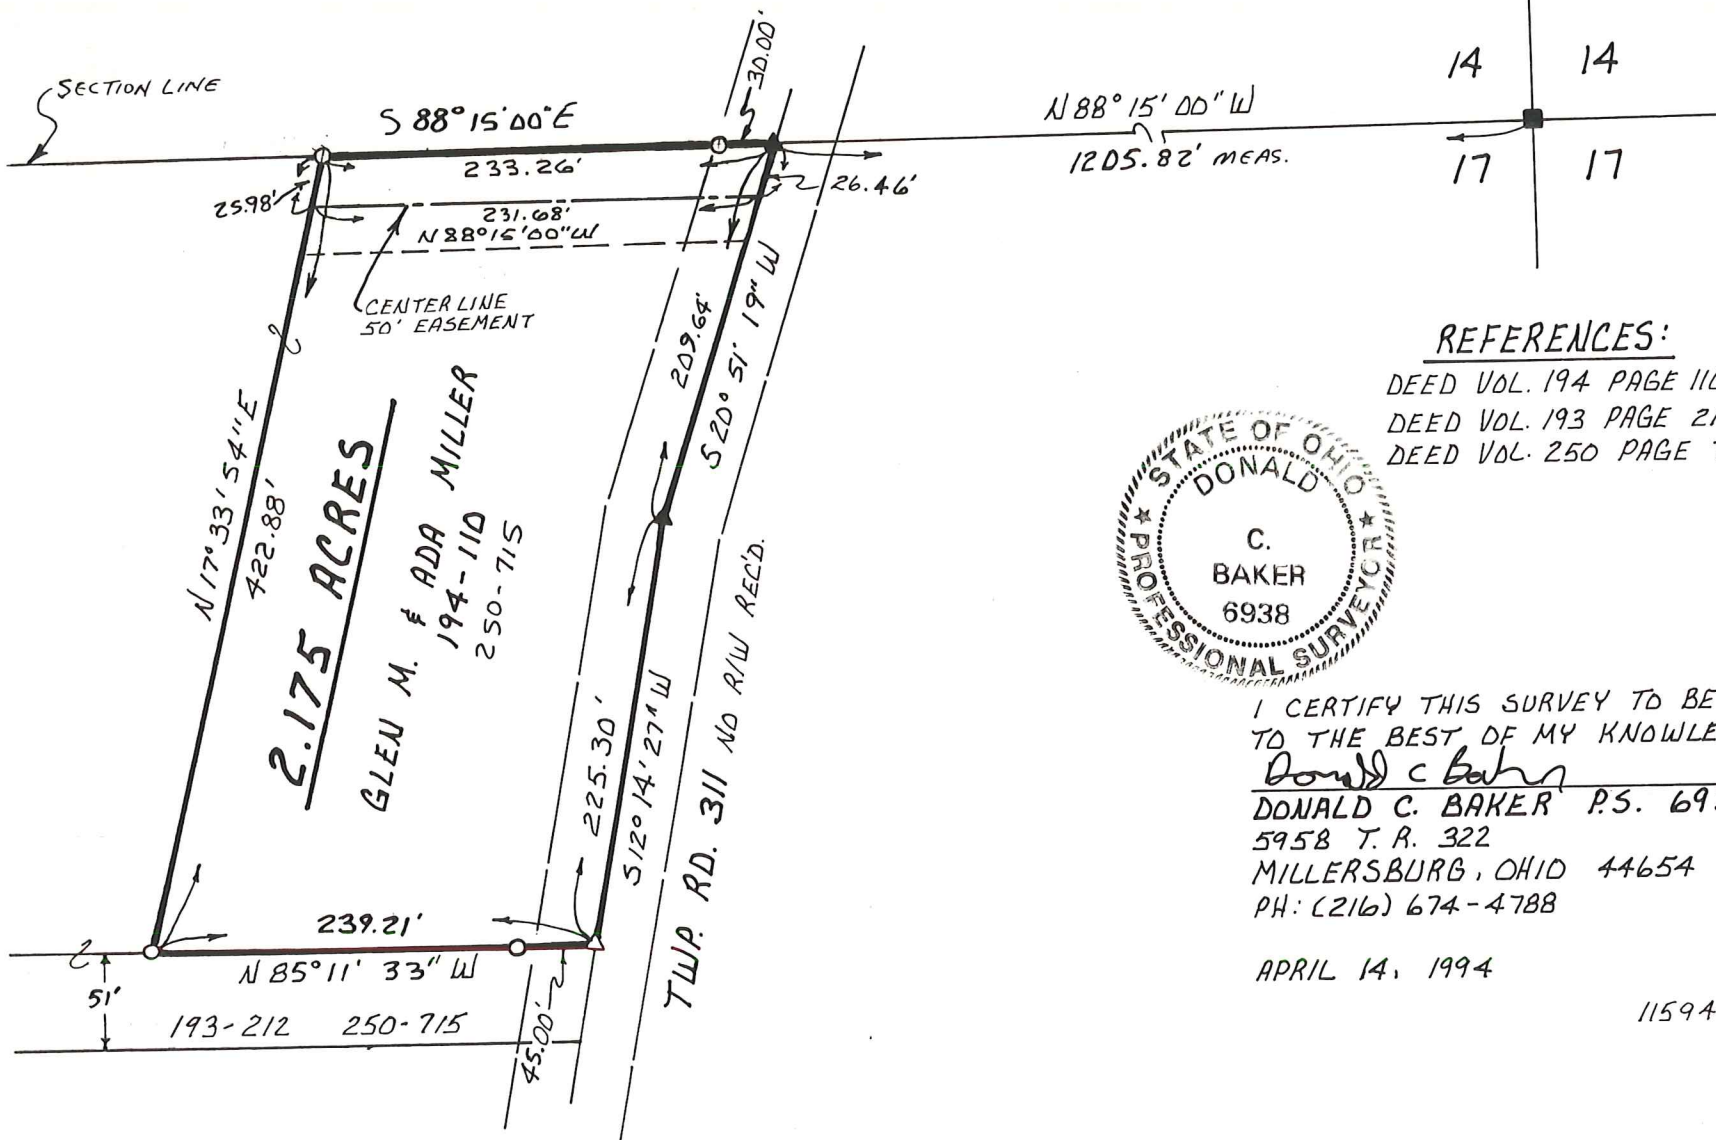 SECTION LINE
S 88° 15' 00" E
233.26'
30.00'
N 88° 15' 00" W
1205.82' MEAS.
14 14
17 17
25.98'
26.46'
231.68'
N 88° 15' 00" W
CENTER LINE
50' EASEMENT
209.64'
S 20° 51' 19" W
N 17° 33' 54" E
422.88'
2.175 ACRES
GLEN M. & ADA MILLER
194-110
250-715
225.30'
S 12° 14' 27" W
TWP. RD. 311 NO R/W REC'D.
239.21'
N 85° 11' 33" W
51'
193-212 250-715
45.00'
REFERENCES:
DEED VOL. 194 PAGE 110
DEED VOL. 193 PAGE 21
DEED VOL. 250 PAGE
STATE OF OHIO
DONALD
C.
BAKER
6938
PROFESSIONAL SURVEYOR
I CERTIFY THIS SURVEY TO BE
TO THE BEST OF MY KNOWLE
Donald C Baker
DONALD C. BAKER P.S. 693
5958 T. R. 322
MILLERSBURG, OHIO 44654
PH: (216) 674-4788
APRIL 14, 1994
11594